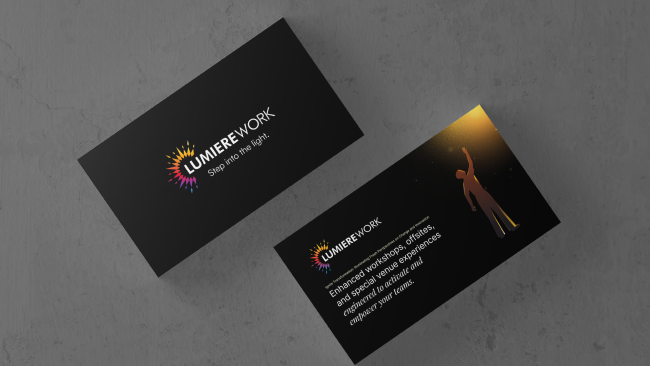 LUMIEREWORK
Step into the light.
LUMIEREWORK
Enhanced workshops, offsites,
and special venue experiences
engineered to activate and
empower your teams.